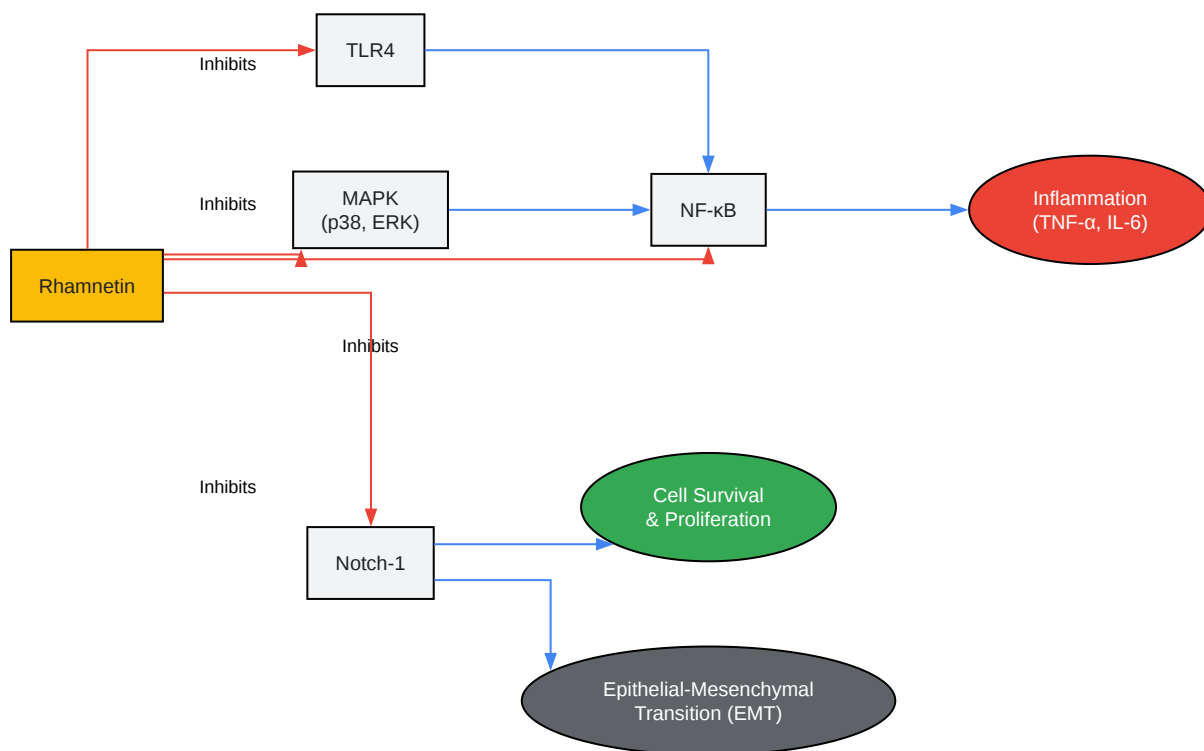 TLR4
Inhibits
MAPK
(p38, ERK)
Inhibits
NF-κB
Inflammation
(TNF-α, IL-6)
Rhamnetin
Inhibits
Inhibits
Cell Survival
& Proliferation
Notch-1
Epithelial-Mesenchymal
Transition (EMT)